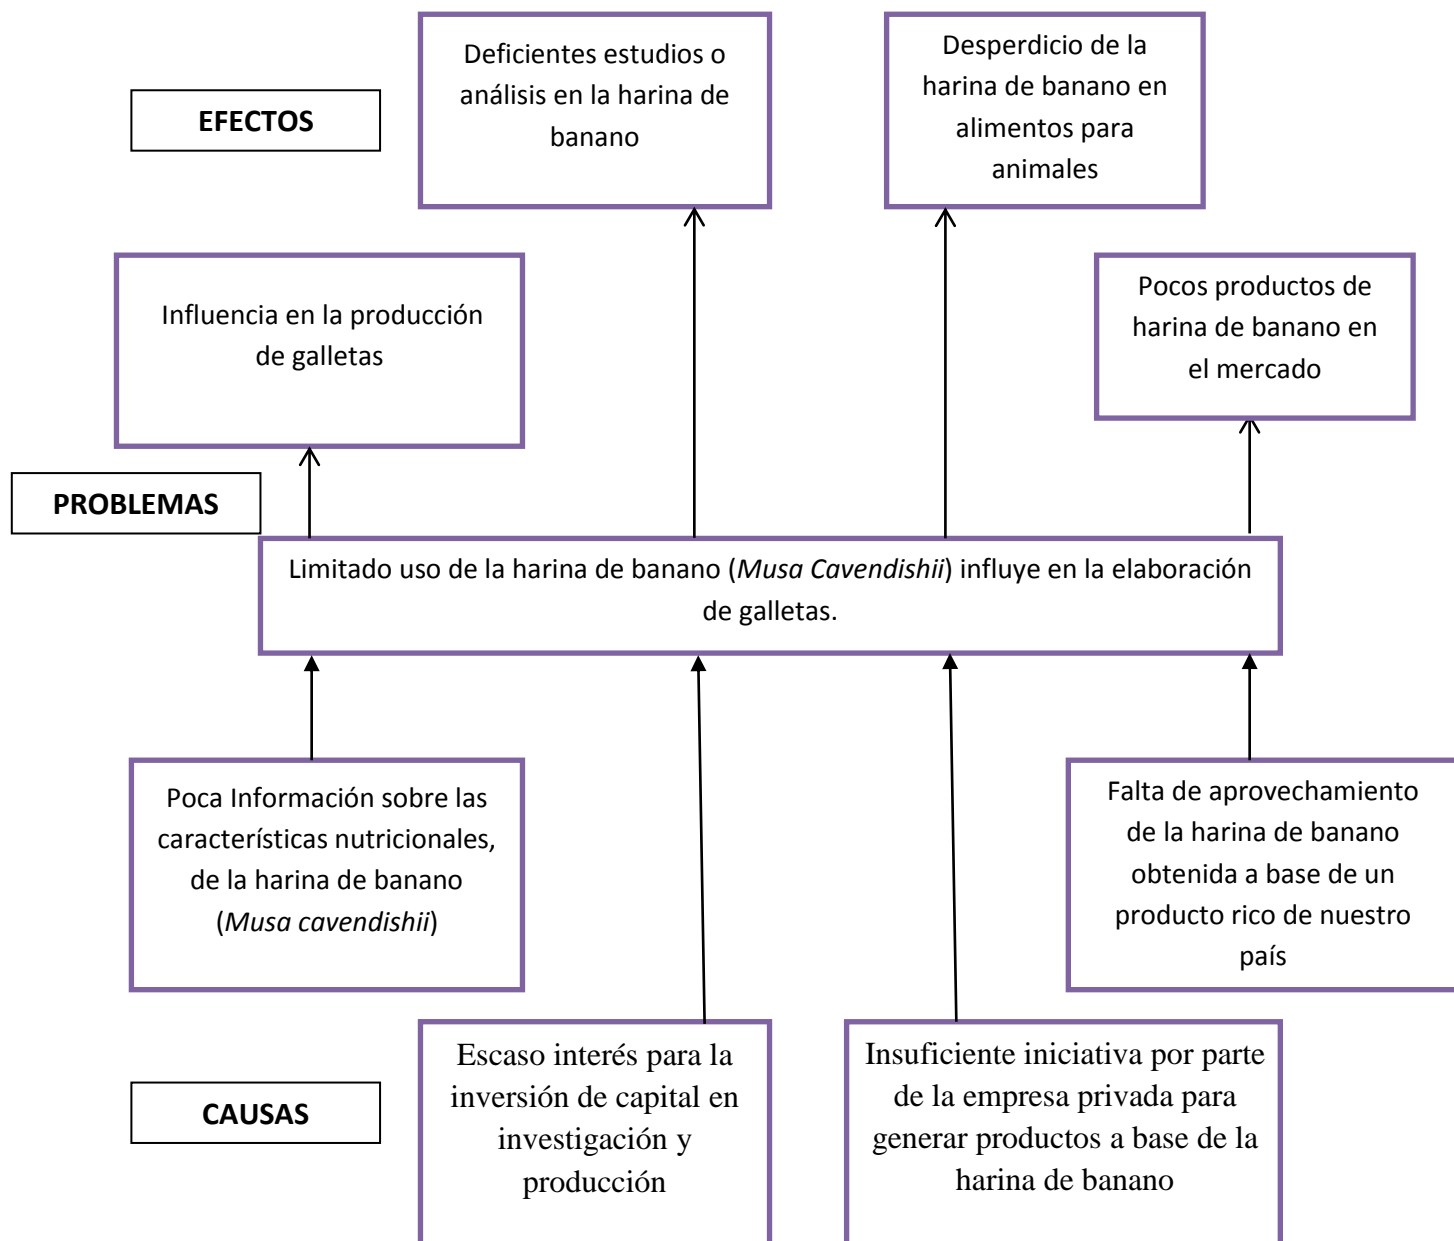 Deficientes estudios o
análisis en la harina de
banano
Desperdicio de la
harina de banano en
alimentos para
animales
EFECTOS
Influencia en la producción
de galletas
Pocos productos de
harina de banano en
el mercado
PROBLEMAS
Limitado uso de la harina de banano (Musa Cavendishii) influye en la elaboración
de galletas.
Poca Información sobre las
características nutricionales,
de la harina de banano
(Musa cavendishii)
Falta de aprovechamiento
de la harina de banano
obtenida a base de un
producto rico de nuestro
país
CAUSAS
Escaso interés para la
inversión de capital en
investigación y
producción
Insuficiente iniciativa por parte
de la empresa privada para
generar productos a base de la
harina de banano